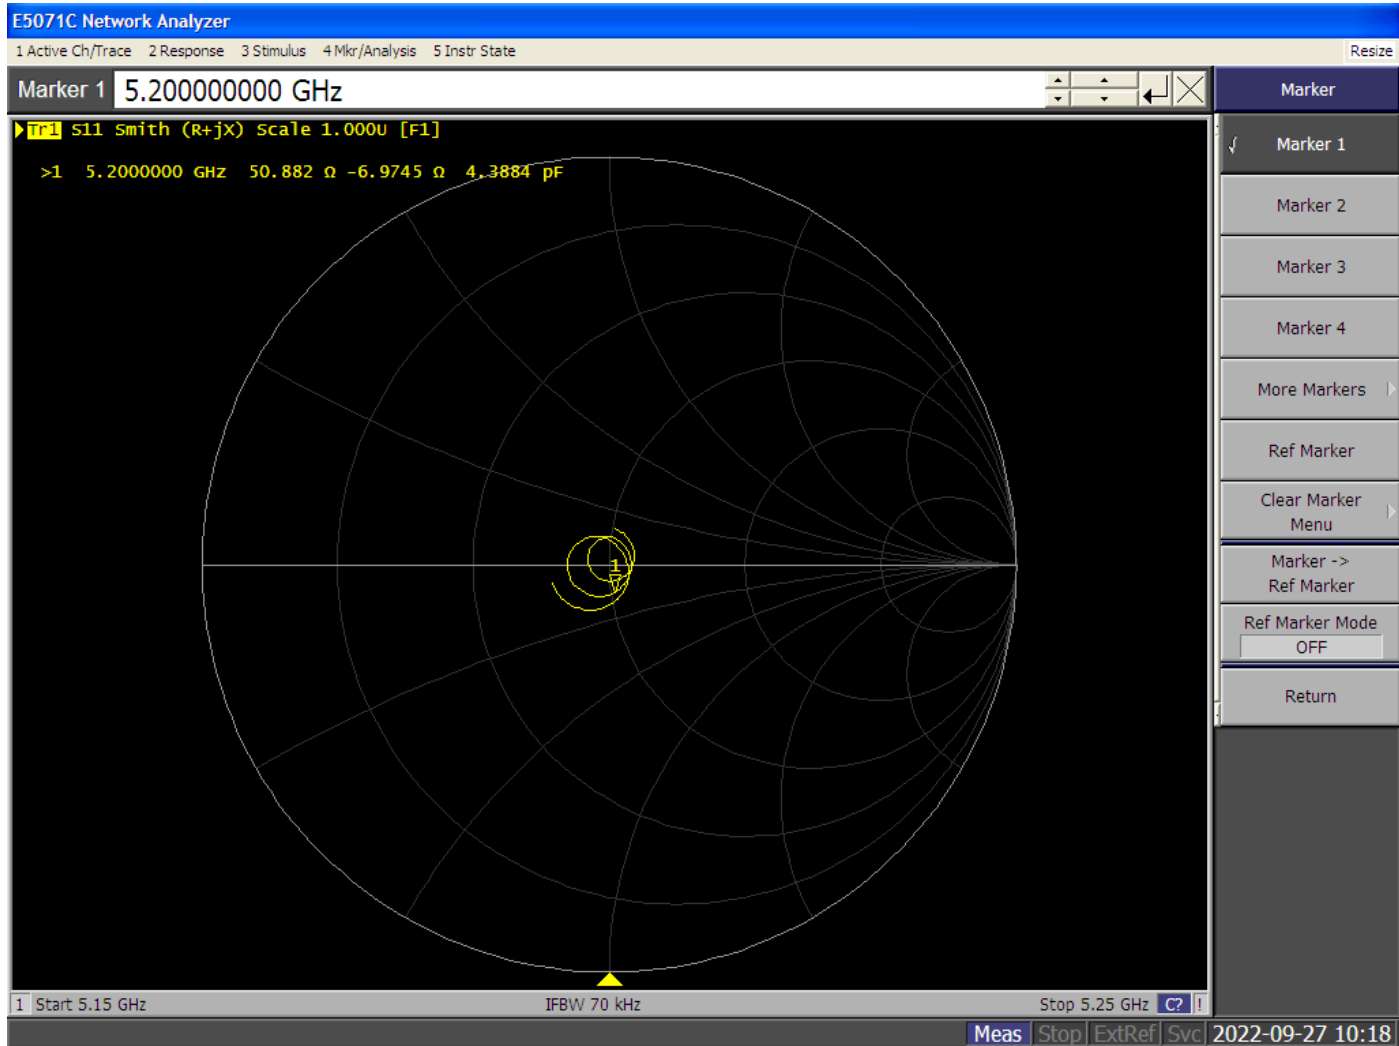 E5071C Network Analyzer
1 Active Ch/Trace 2 Response 3 Stimulus 4 Mkr/Analysis 5 Instr State
Resize
Marker 1 5.200000000 GHz
Marker
Tr1 S11 Smith (R+jX) Scale 1.000U [F1]
>1 5.2000000 GHz 50.882 Ω -6.9745 Ω 4.3884 pF
Marker 1
Marker 2
Marker 3
Marker 4
More Markers
Ref Marker
Clear Marker
Menu
1
Marker ->
Ref Marker
Ref Marker Mode
OFF
Return
1 Start 5.15 GHz
IFBW 70 kHz
Stop 5.25 GHz C? !
Meas Stop ExtRef Svc 2022-09-27 10:18